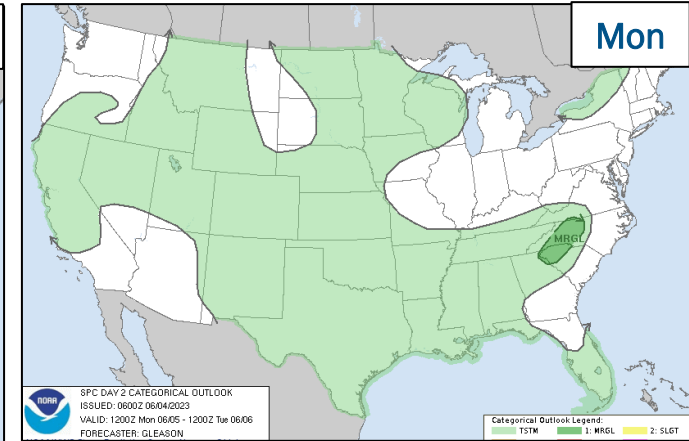 Mon
MRGL
NOAA
SPC DAY 2 CATEGORICAL OUTLOOK
ISSUED: 0600Z 06/04/2023
VALID: 1200Z Mon 06/05 - 1200Z Tue 06/06
FORECASTER: GLEASON
Categorical Outlook Legend:
TSTM 1: MRGL 2: SLGT